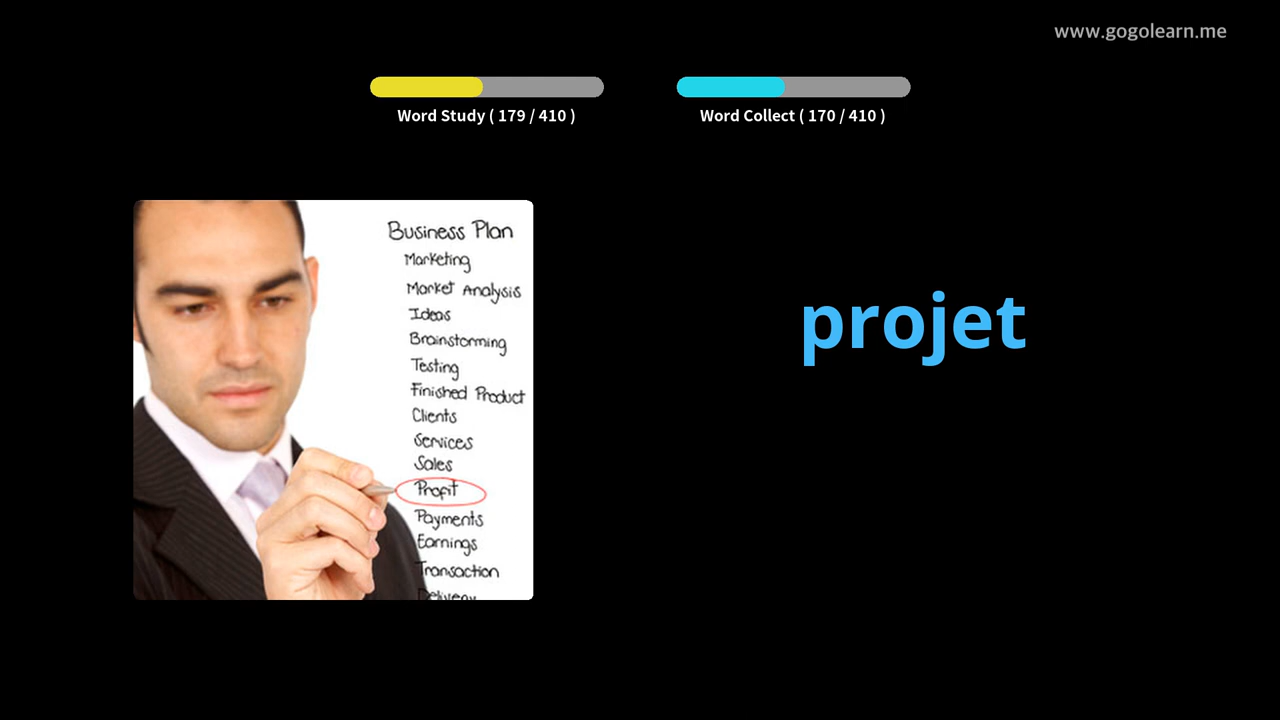 www.gogolearn.me
Word Study ( 179 / 410 )
Word Collect ( 170 / 410 )
Business Plan
Marketing
Market Analysis
Ideas
Brainstorming
Testing
Finished Product
Clients
Services
Sales
Profit
Payments
Earnings
Transaction
Delivery
projet